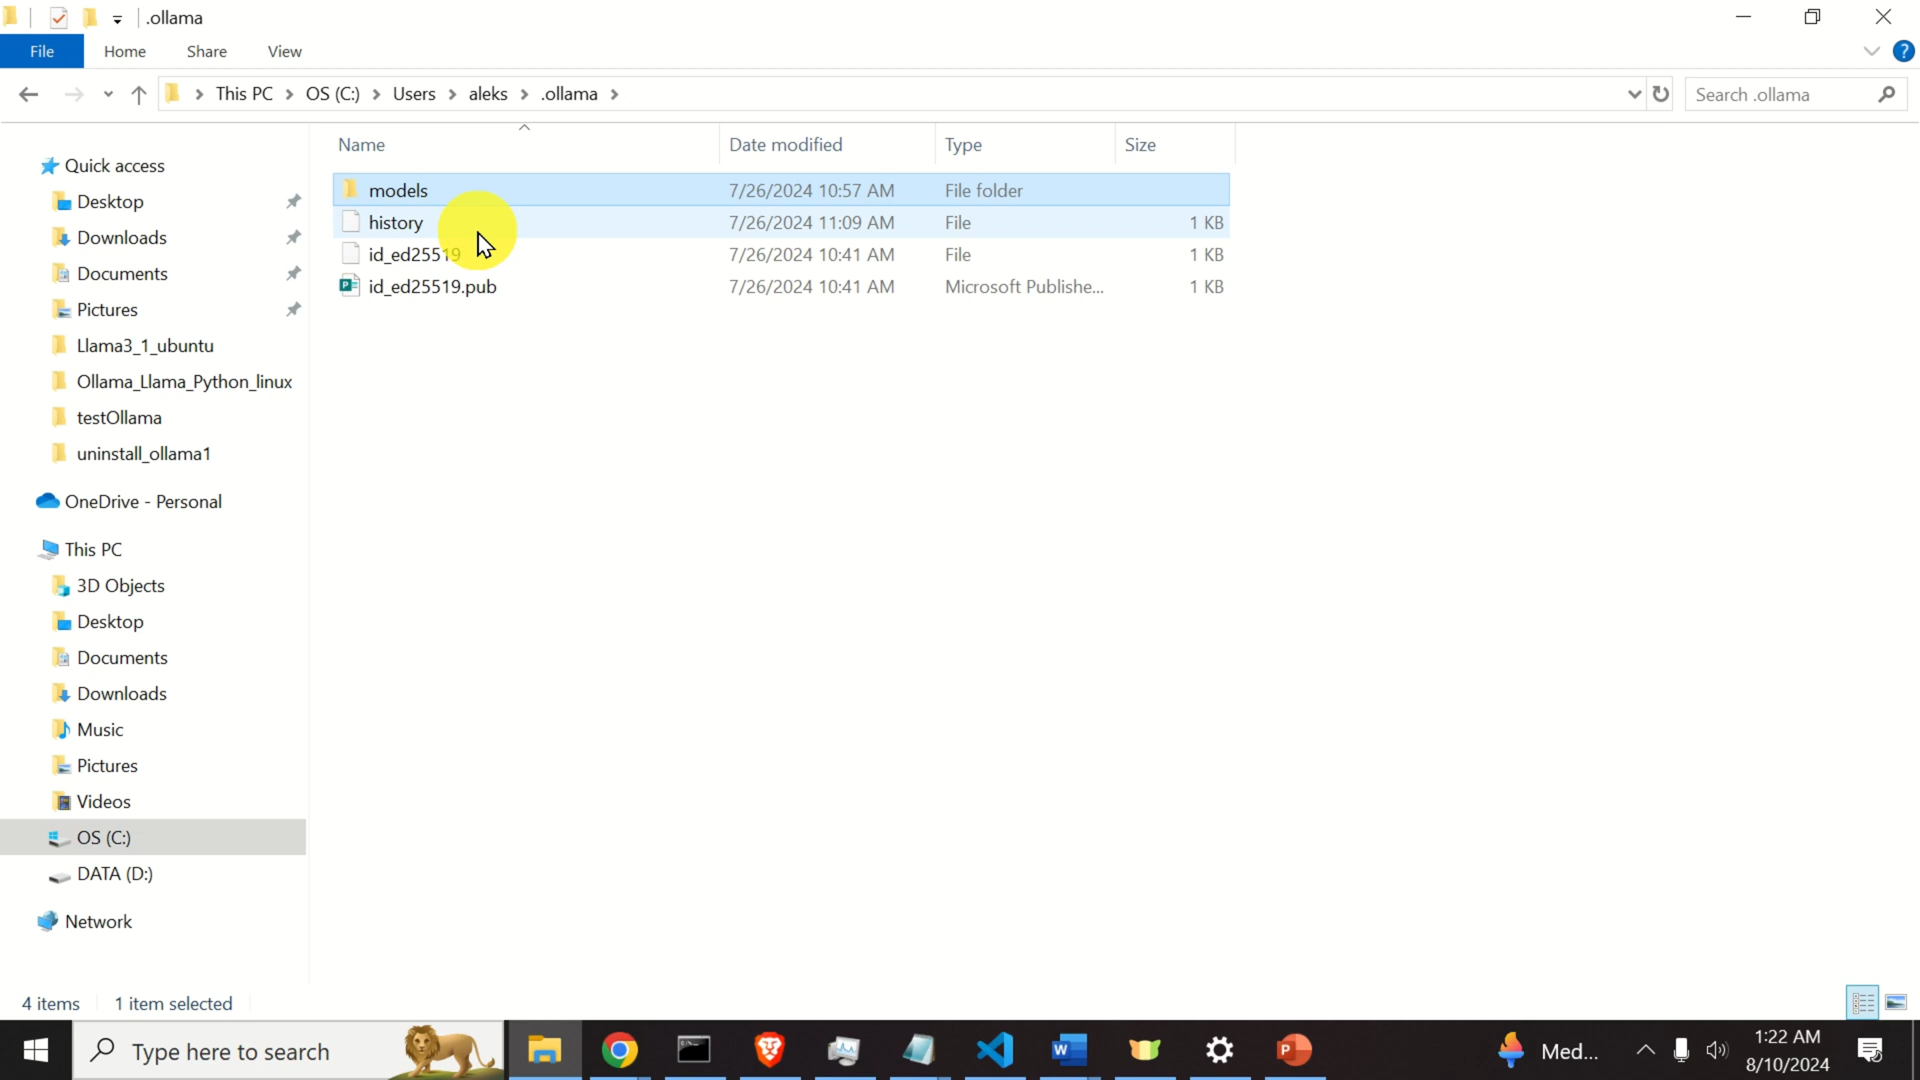 .ollama
File Home Share View
This PC OS (C:) Users aleks .ollama
Search .ollama
Name Date modified Type Size
models 7/26/2024 10:57 AM File folder
history 7/26/2024 11:09 AM File 1 KB
id_ed25519 7/26/2024 10:41 AM File 1 KB
id_ed25519.pub 7/26/2024 10:41 AM Microsoft Publishe... 1 KB
Quick access
Desktop
Downloads
Documents
Pictures
Llama3_1_ubuntu
Ollama_Llama_Python_linux
testOllama
uninstall_ollama1
OneDrive - Personal
This PC
3D Objects
Desktop
Documents
Downloads
Music
Pictures
Videos
OS (C:)
DATA (D:)
Network
4 items 1 item selected
Type here to search
Med...
1:22 AM
8/10/2024